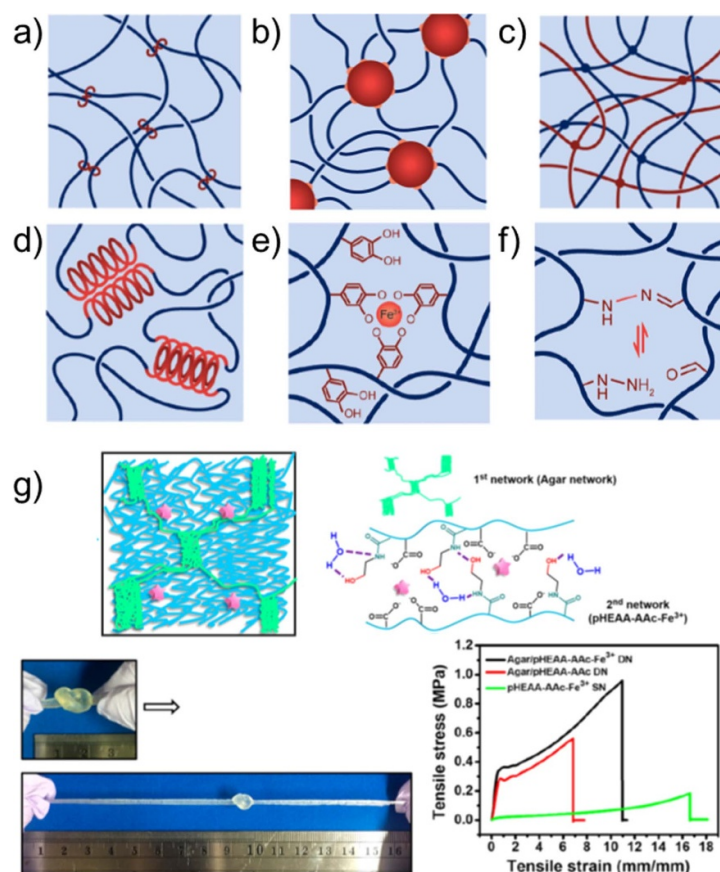 a)
b)
c)
d)
e)
f)
OH
OH
O
O
O
O
O
O
Fe³⁺
OH
OH
N
H
N
O
N
H
NH₂
g)
1st network (Agar network)
2nd network
(pHEAA-AAc-Fe³⁺)
Agar/pHEAA-AAc-Fe³⁺ DN
Agar/pHEAA-AAc DN
pHEAA-AAc-Fe³⁺ SN
Tensile stress (MPa)
1.2
1.0
0.8
0.6
0.4
0.2
0.0
0 2 4 6 8 10 12 14 16 18
Tensile strain (mm/mm)
1 2 3
1 2 3 4 5 6 7 8 9 10 11 12 13 14 15 16